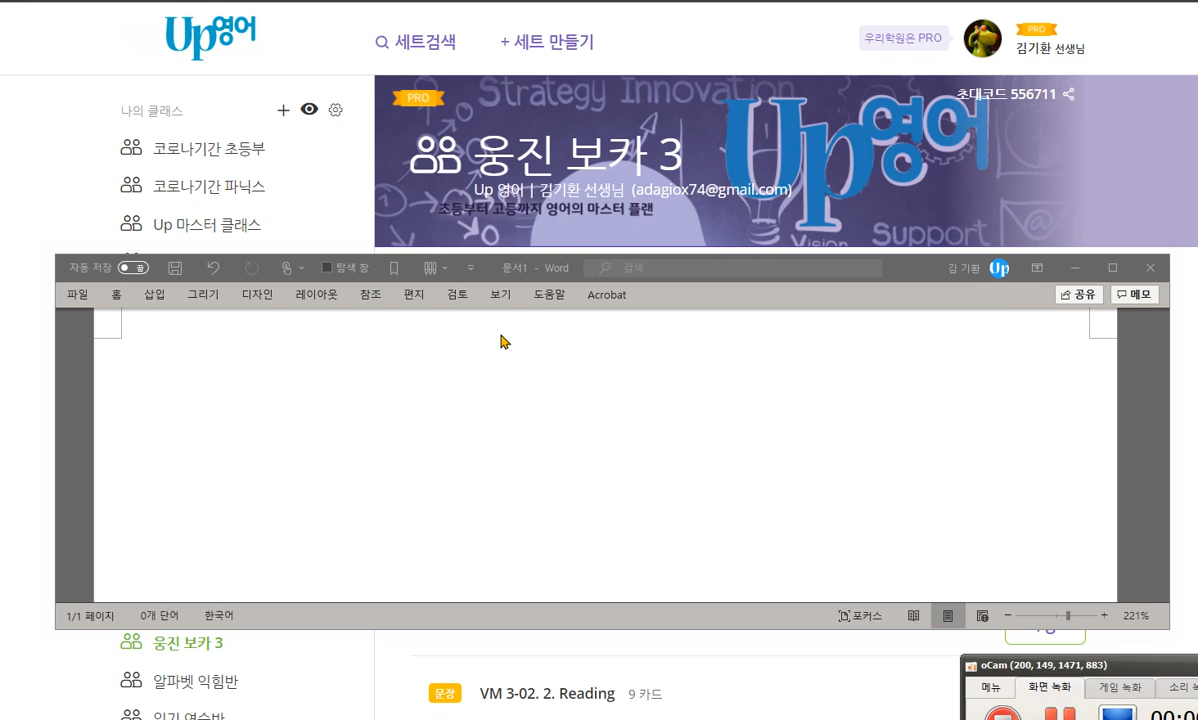 Up영어
세트검색
+ 세트 만들기
우리학원은 PRO
PRO
김기환 선생님
나의 클래스
코로나기간 초등부
코로나기간 파닉스
Up 마스터 클래스
PRO
Strategy Innovation
초대코드 556711
웅진 보카 3
Up영어
Up 영어 | 김기환 선생님 (adagiox74@gmail.com)
초등부터 고등까지 영어의 마스터 플랜
Vision
Support
자동 저장 끔
탐색 창
문서1 - Word
검색
김 기환
Up
파일 홈 삽입 그리기 디자인 레이아웃 참조 편지 검토 보기 도움말 Acrobat
공유
메모
1/1 페이지 0개 단어 한국어
포커스
221%
웅진 보카 3
알파벳 익힘반
문장
VM 3-02. 2. Reading
9 카드
oCam (200, 149, 1471, 883)
메뉴
화면 녹화
게임 녹화
소리